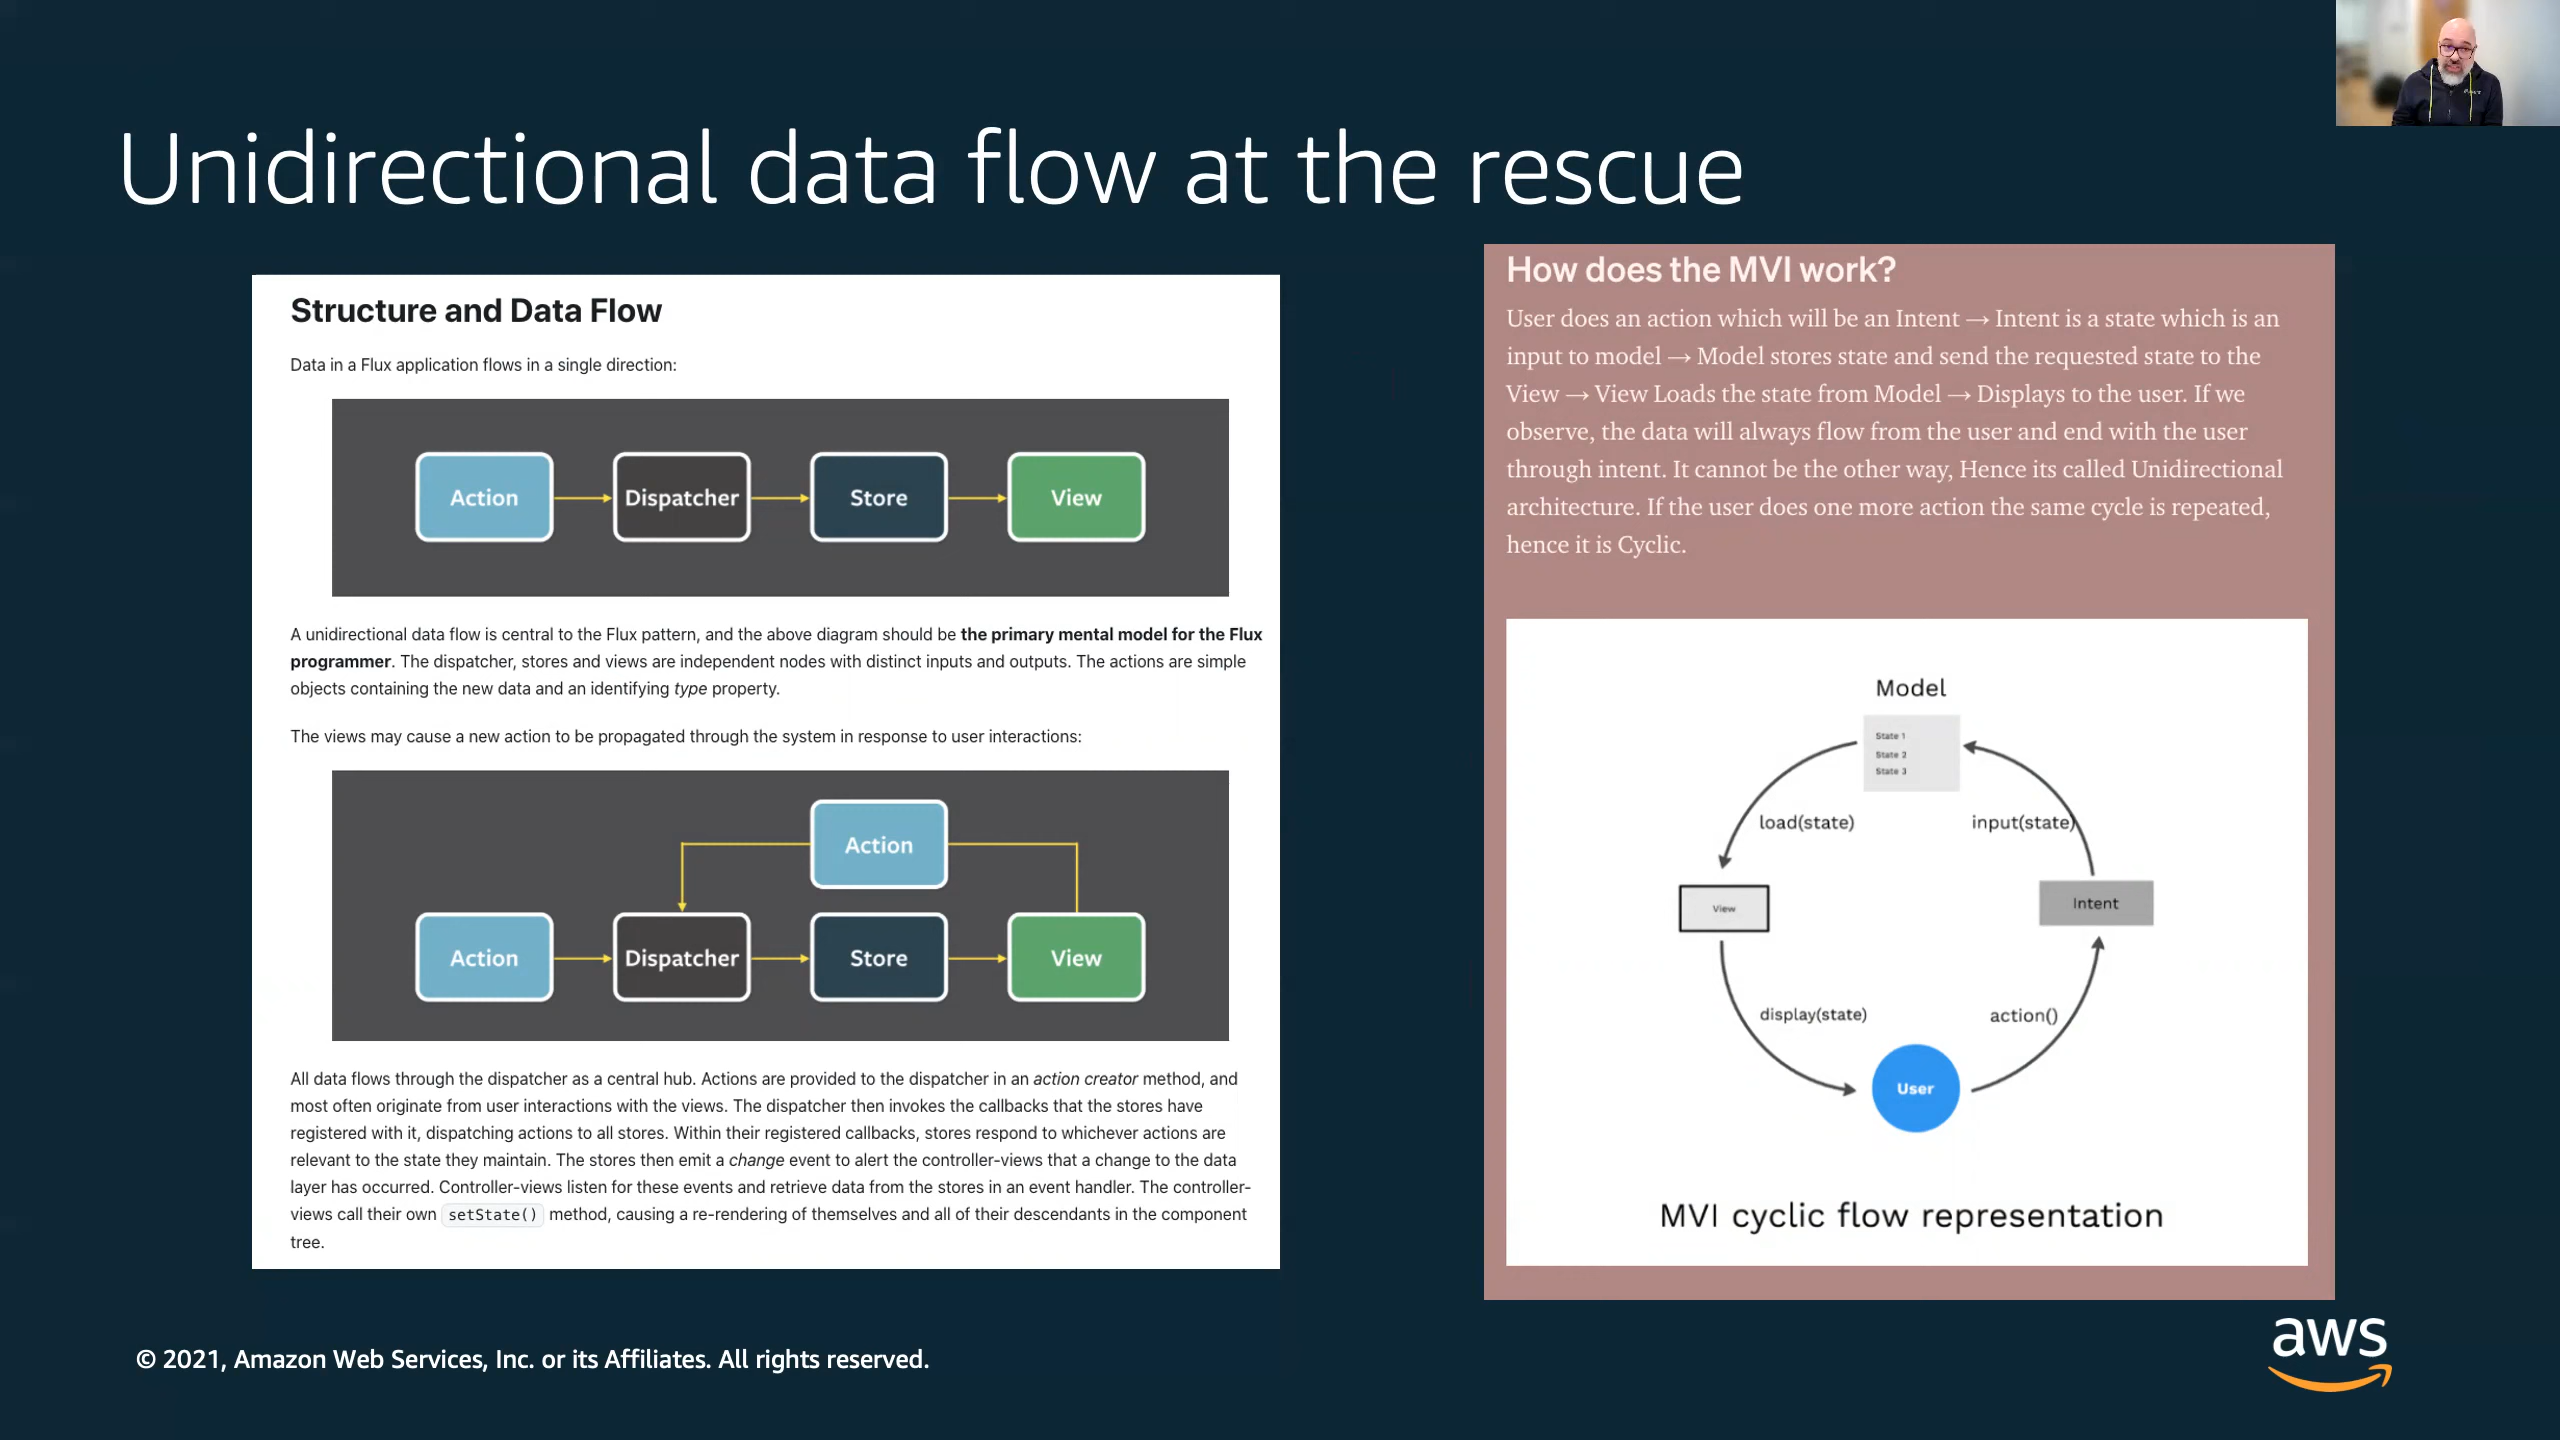 Unidirectional data flow at the rescue
Structure and Data Flow
Data in a Flux application flows in a single direction:
Action
Dispatcher
Store
View
A unidirectional data flow is central to the Flux pattern, and the above diagram should be the primary mental model for the Flux
programmer. The dispatcher, stores and views are independent nodes with distinct inputs and outputs. The actions are simple
objects containing the new data and an identifying type property.
The views may cause a new action to be propagated through the system in response to user interactions:
Action
Action
Dispatcher
Store
View
All data flows through the dispatcher as a central hub. Actions are provided to the dispatcher in an action creator method, and
most often originate from user interactions with the views. The dispatcher then invokes the callbacks that the stores have
registered with it, dispatching actions to all stores. Within their registered callbacks, stores respond to whichever actions are
relevant to the state they maintain. The stores then emit a change event to alert the controller-views that a change to the data
layer has occurred. Controller-views listen for these events and retrieve data from the stores in an event handler. The controller-
views call their own setState() method, causing a re-rendering of themselves and all of their descendants in the component
tree.
How does the MVI work?
User does an action which will be an Intent → Intent is a state which is an
input to model → Model stores state and send the requested state to the
View → View Loads the state from Model → Displays to the user. If we
observe, the data will always flow from the user and end with the user
through intent. It cannot be the other way, Hence its called Unidirectional
architecture. If the user does one more action the same cycle is repeated,
hence it is Cyclic.
Model
State 1
State 2
State 3
load(state)
input(state)
View
Intent
display(state)
action()
User
MVI cyclic flow representation
© 2021, Amazon Web Services, Inc. or its Affiliates. All rights reserved.
aws